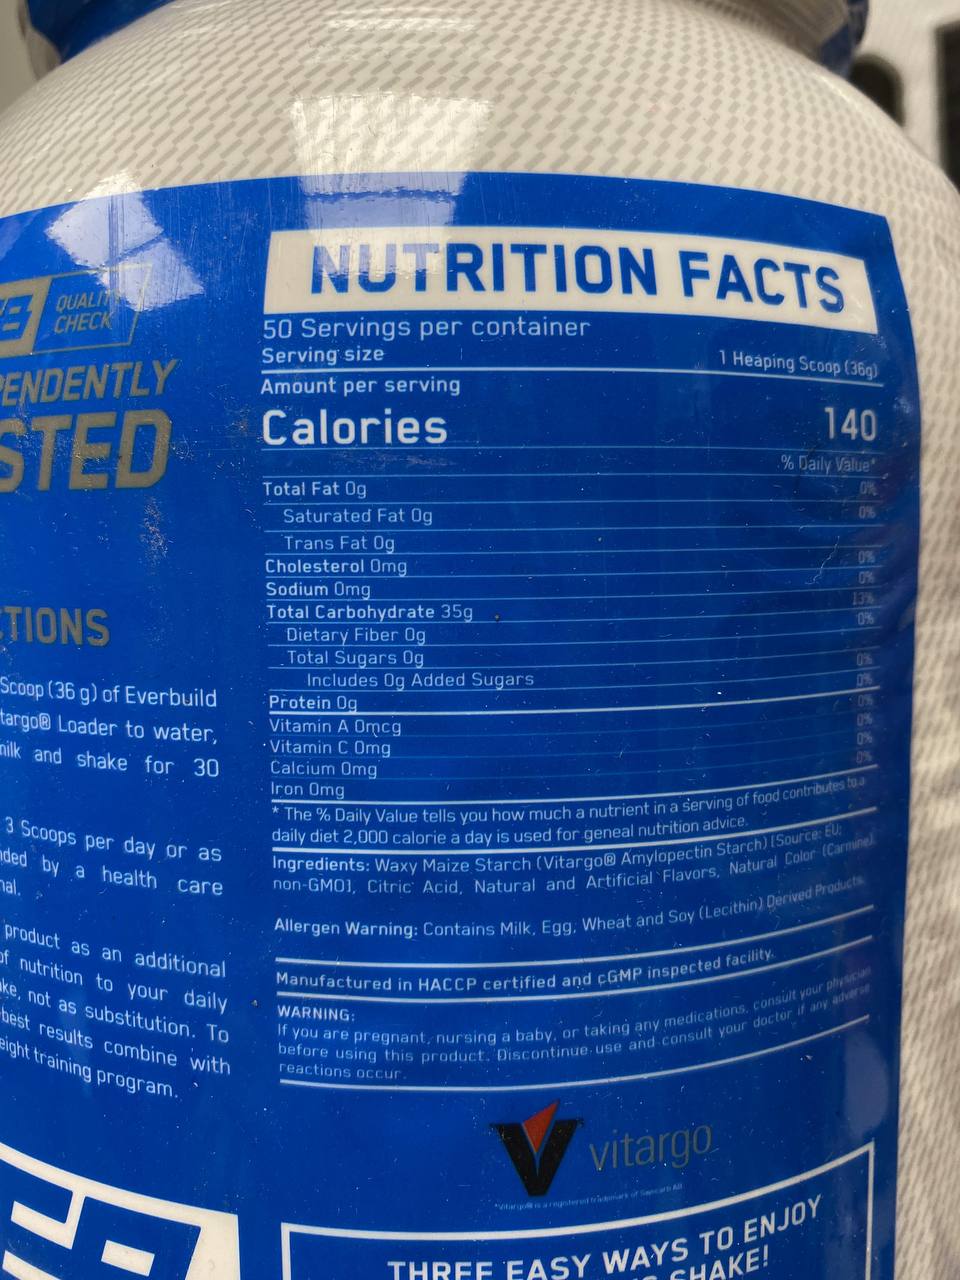 QUALITY
CHECK
PENDENTLY
STED
CTIONS
Scoop (36 g) of Everbuild
targo® Loader to water,
milk and shake for 30
3 Scoops per day or as
nded by a health care
nal.
product as an additional
of nutrition to your daily
ake, not as substitution. To
best results combine with
eight training program.
NUTRITION FACTS
50 Servings per container
Serving size 1 Heaping Scoop (36g)
Amount per serving
Calories 140
% Daily Value*
Total Fat 0g 0%
Saturated Fat 0g 0%
Trans Fat 0g
Cholesterol 0mg 0%
Sodium 0mg 0%
Total Carbohydrate 35g 13%
Dietary Fiber 0g 0%
Total Sugars 0g
Includes 0g Added Sugars 0%
Protein 0g 0%
Vitamin A 0mcg 0%
Vitamin C 0mg 0%
Calcium 0mg 0%
Iron 0mg 0%
* The % Daily Value tells you how much a nutrient in a serving of food contributes to a
daily diet 2,000 calorie a day is used for geneal nutrition advice.
Ingredients: Waxy Maize Starch (Vitargo® Amylopectin Starch) [Source: EU;
non-GMO], Citric Acid, Natural and Artificial Flavors, Natural Color (Carmine).
Allergen Warning: Contains Milk, Egg, Wheat and Soy (Lecithin) Derived Products.
Manufactured in HACCP certified and cGMP inspected facility.
WARNING:
If you are pregnant, nursing a baby, or taking any medications, consult your physician
before using this product. Discontinue use and consult your doctor if any adverse
reactions occur.
vitargo
*Vitargo® is a registered trademark of Swecarb AB
THREE EASY WAYS TO ENJOY
SHAKE!